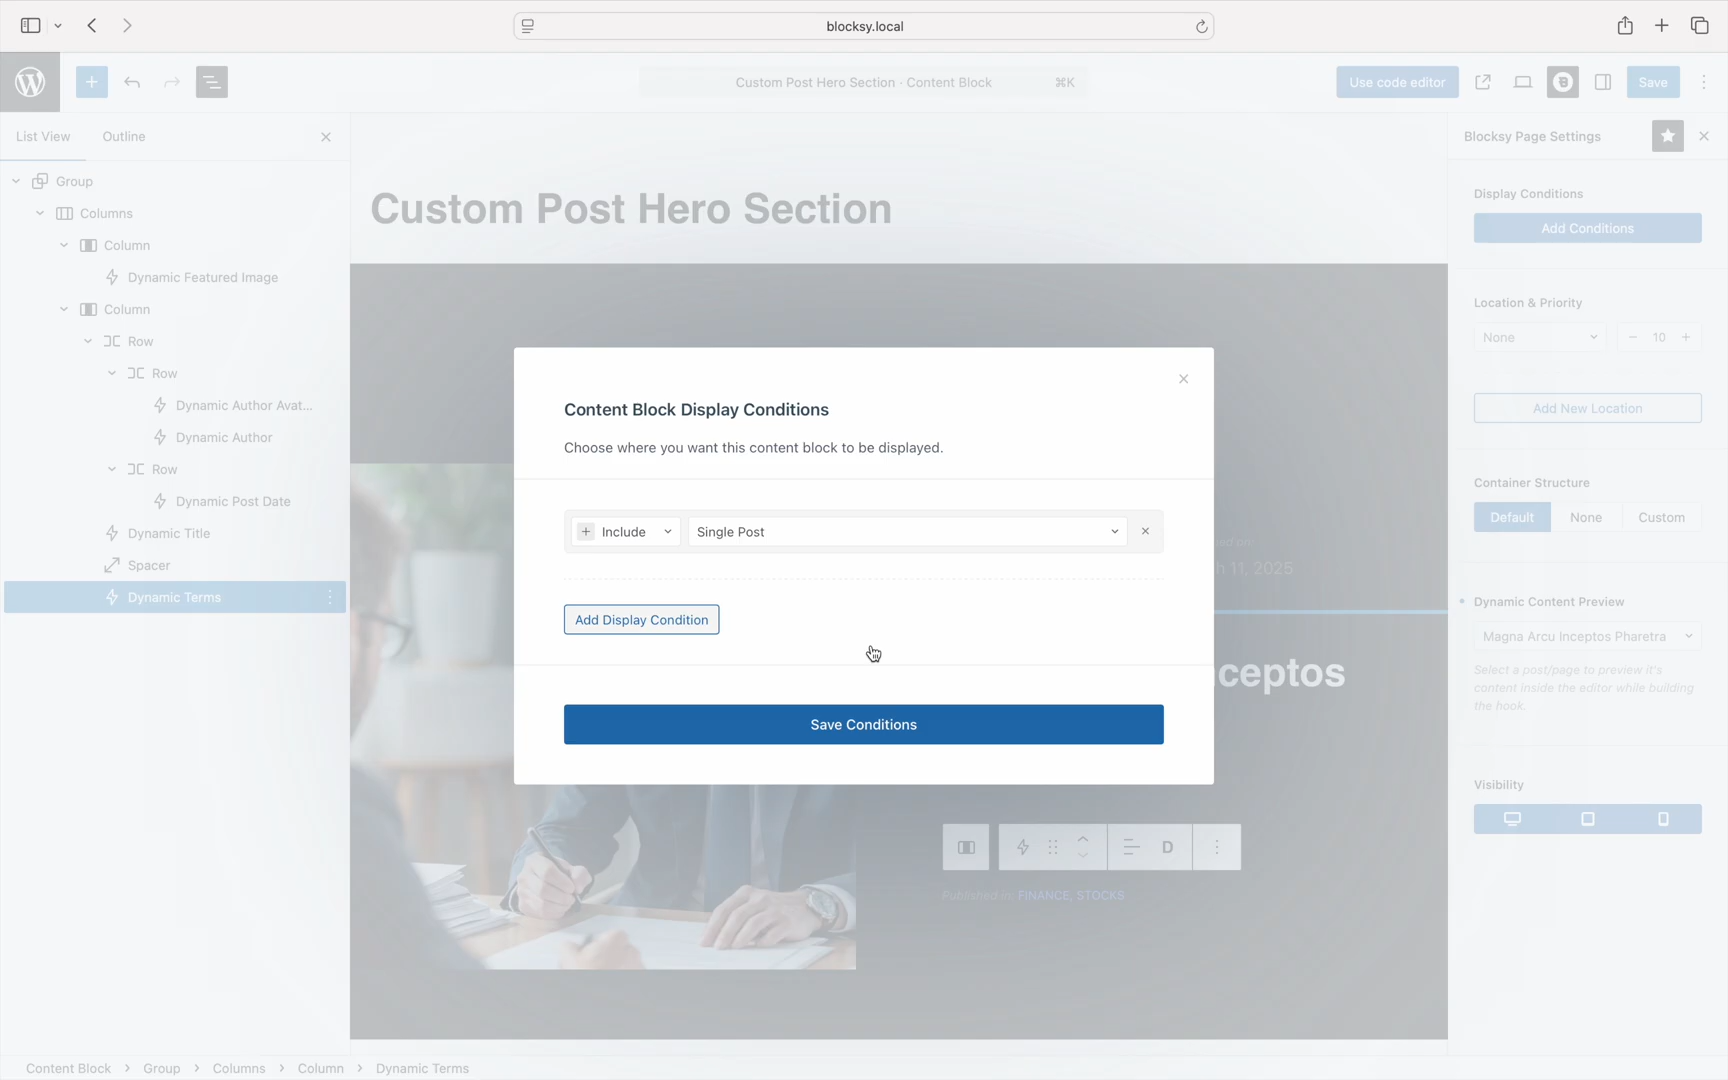 blocksy.local
Custom Post Hero Section · Content Block ⌘K
Use code editor
Save
List View
Outline
Blocksy Page Settings
Group
Columns
Column
Dynamic Featured Image
Column
Row
Row
Dynamic Author Avat...
Dynamic Author
Row
Dynamic Post Date
Dynamic Title
Spacer
Dynamic Terms
Custom Post Hero Section
Content Block Display Conditions
Choose where you want this content block to be displayed.
Include
Single Post
Add Display Condition
Save Conditions
ed on:
h 11, 2025
ceptos
D
Published in: FINANCE, STOCKS
Display Conditions
Add Conditions
Location & Priority
None
10
Add New Location
Container Structure
Default
None
Custom
Dynamic Content Preview
Magna Arcu Inceptos Pharetra
Select a post/page to preview it's
content inside the editor while building
the hook.
Visibility
Content Block > Group > Columns > Column > Dynamic Terms